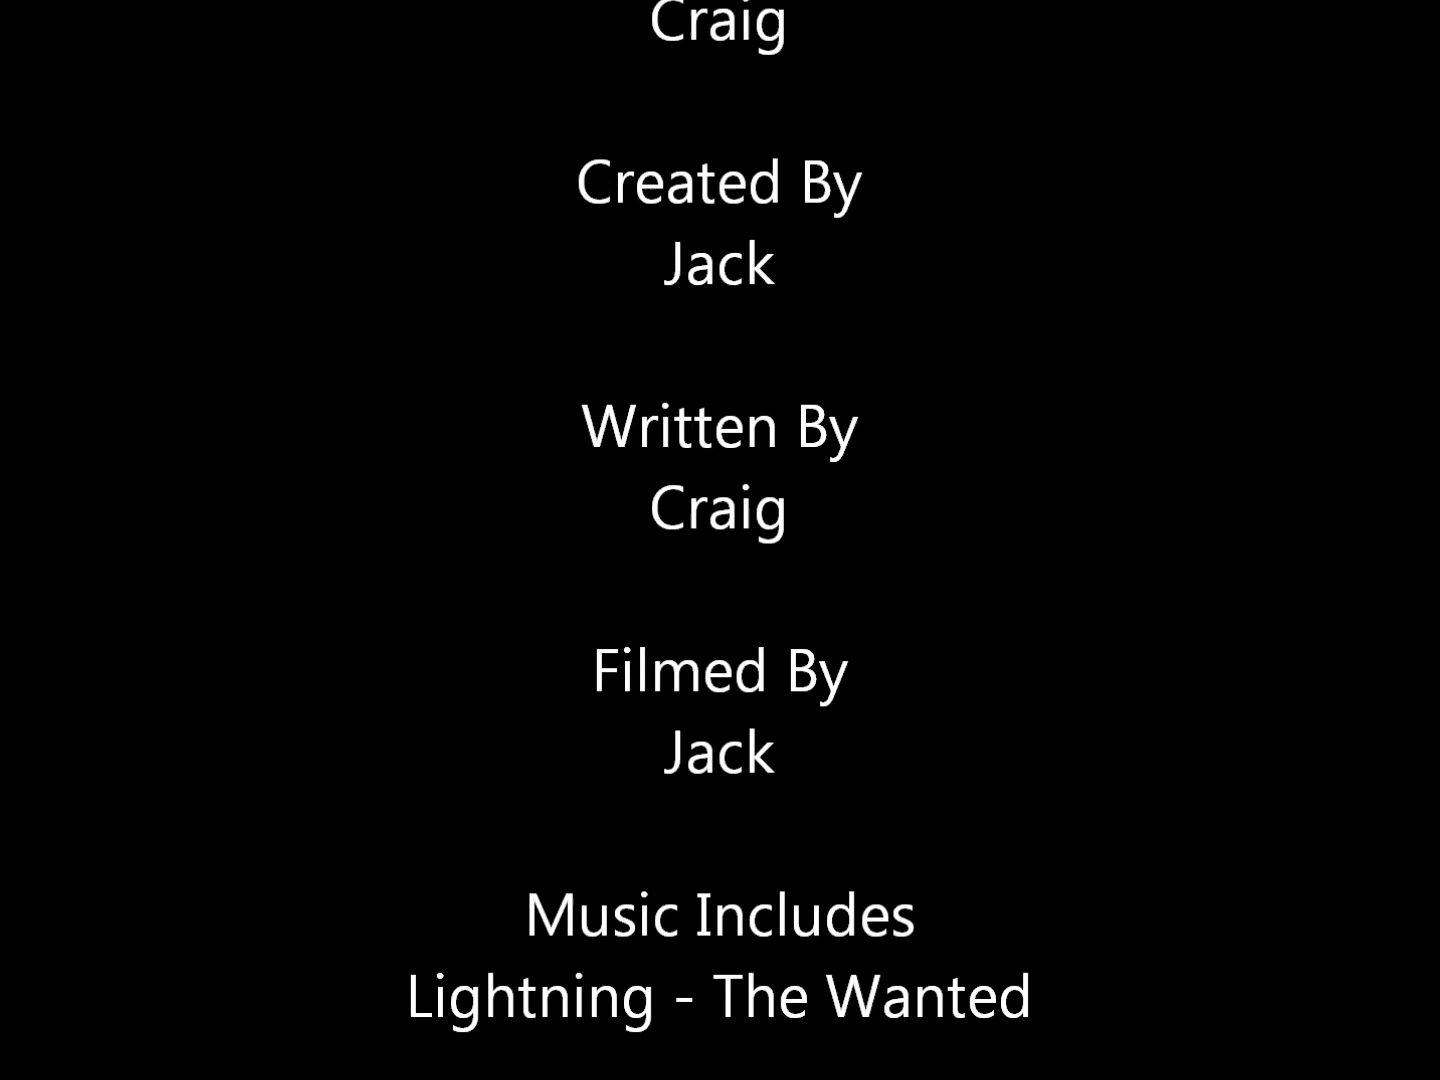 Craig
Created By
Jack
Written By
Craig
Filmed By
Jack
Music Includes
Lightning - The Wanted